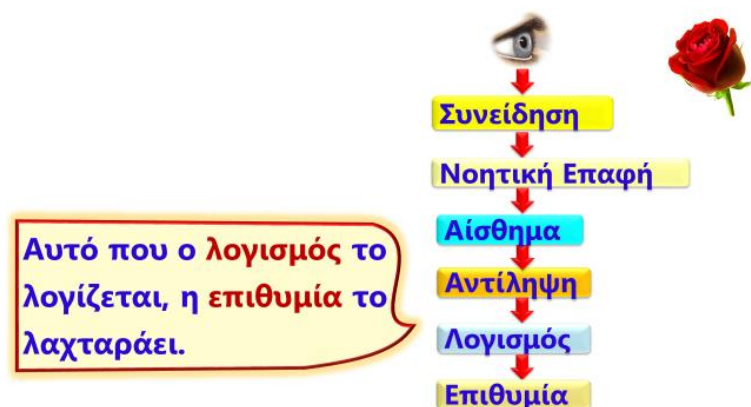 Συνείδηση
Νοητική Επαφή
Αίσθημα
Αντίληψη
Λογισμός
Επιθυμία
Αυτό που ο λογισμός το
λογίζεται, η επιθυμία το
λαχταράει.